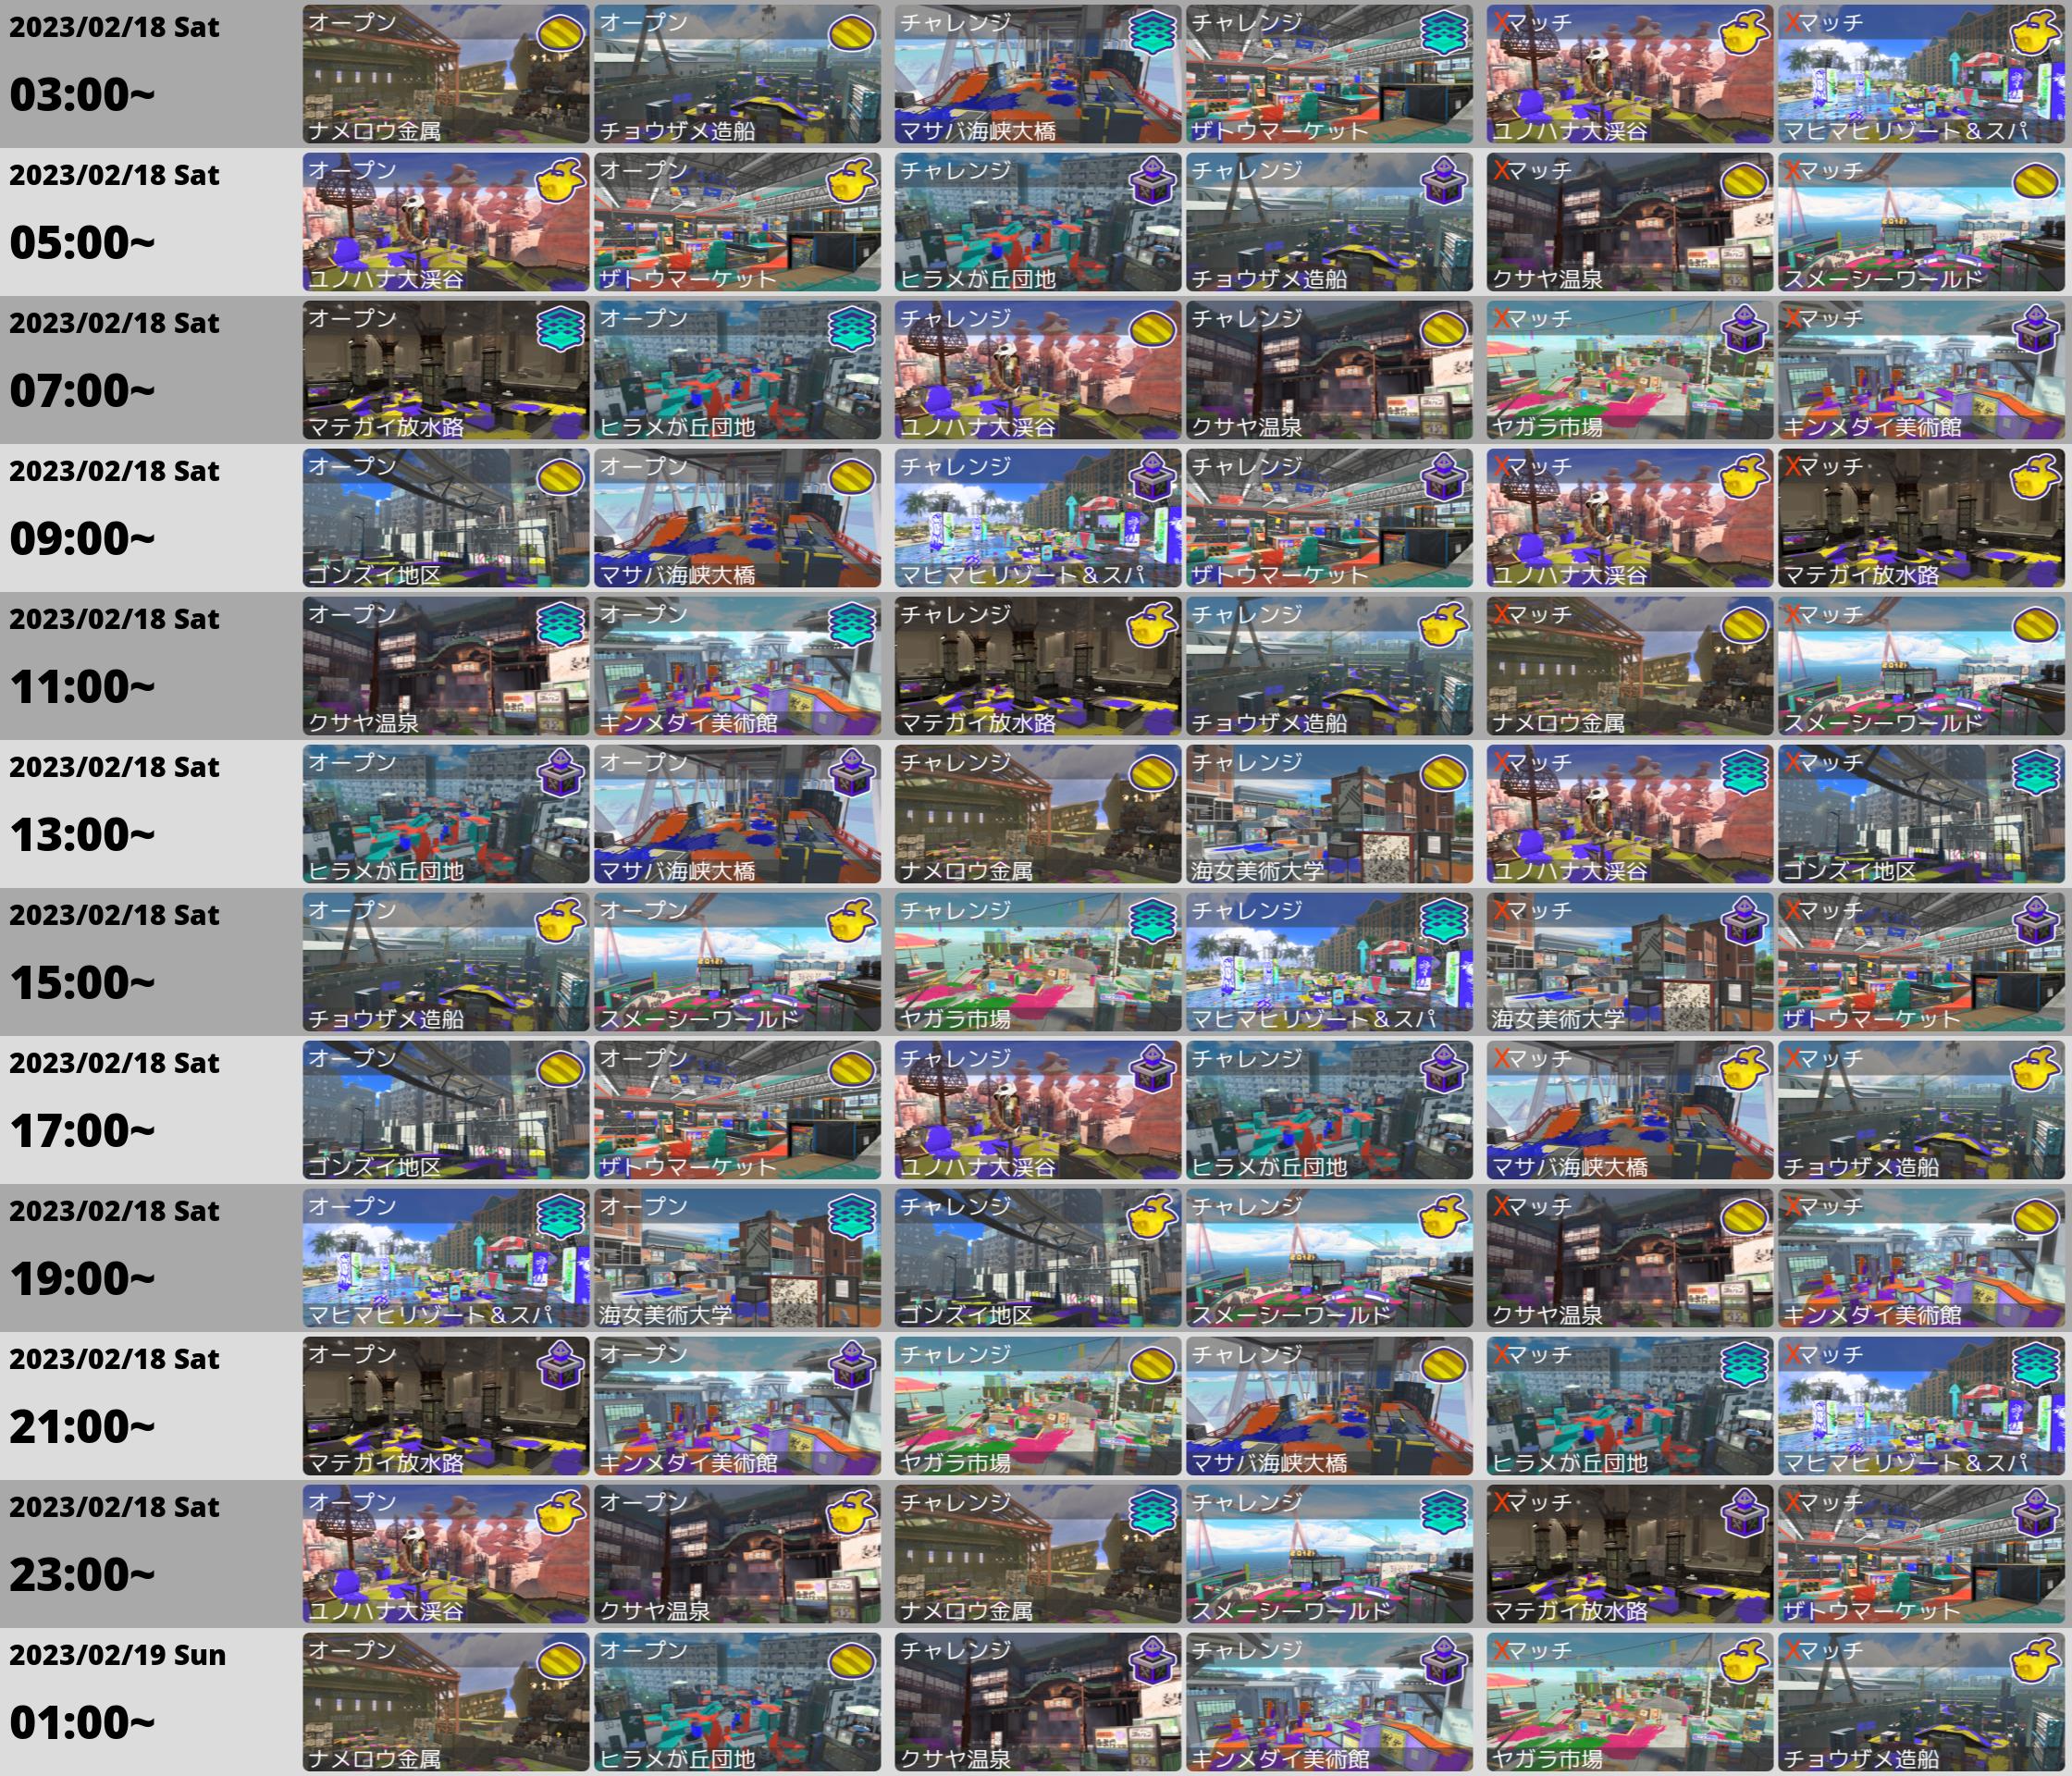 2023/02/18 Sat
03:00~
オープン オープン チャレンジ チャレンジ Xマッチ Xマッチ
ナメロウ金属 チョウザメ造船 マサバ海峡大橋 ザトウマーケット ユノハナ大渓谷 マヒマヒリゾート＆スパ
2023/02/18 Sat
05:00~
オープン オープン チャレンジ チャレンジ Xマッチ Xマッチ
ユノハナ大渓谷 ザトウマーケット ヒラメが丘団地 チョウザメ造船 クサヤ温泉 スメーシーワールド
2023/02/18 Sat
07:00~
オープン オープン チャレンジ チャレンジ Xマッチ Xマッチ
マテガイ放水路 ヒラメが丘団地 ユノハナ大渓谷 クサヤ温泉 ヤガラ市場 キンメダイ美術館
2023/02/18 Sat
09:00~
オープン オープン チャレンジ チャレンジ Xマッチ Xマッチ
ゴンズイ地区 マサバ海峡大橋 マヒマヒリゾート＆スパ ザトウマーケット ユノハナ大渓谷 マテガイ放水路
2023/02/18 Sat
11:00~
オープン オープン チャレンジ チャレンジ Xマッチ Xマッチ
クサヤ温泉 キンメダイ美術館 マテガイ放水路 チョウザメ造船 ナメロウ金属 スメーシーワールド
2023/02/18 Sat
13:00~
オープン オープン チャレンジ チャレンジ Xマッチ Xマッチ
ヒラメが丘団地 マサバ海峡大橋 ナメロウ金属 海女美術大学 ユノハナ大渓谷 ゴンズイ地区
2023/02/18 Sat
15:00~
オープン オープン チャレンジ チャレンジ Xマッチ Xマッチ
チョウザメ造船 スメーシーワールド ヤガラ市場 マヒマヒリゾート＆スパ 海女美術大学 ザトウマーケット
2023/02/18 Sat
17:00~
オープン オープン チャレンジ チャレンジ Xマッチ Xマッチ
ゴンズイ地区 ザトウマーケット ユノハナ大渓谷 ヒラメが丘団地 マサバ海峡大橋 チョウザメ造船
2023/02/18 Sat
19:00~
オープン オープン チャレンジ チャレンジ Xマッチ Xマッチ
マヒマヒリゾート＆スパ 海女美術大学 ゴンズイ地区 スメーシーワールド クサヤ温泉 キンメダイ美術館
2023/02/18 Sat
21:00~
オープン オープン チャレンジ チャレンジ Xマッチ Xマッチ
マテガイ放水路 キンメダイ美術館 ヤガラ市場 マサバ海峡大橋 ヒラメが丘団地 マヒマヒリゾート＆スパ
2023/02/18 Sat
23:00~
オープン オープン チャレンジ チャレンジ Xマッチ Xマッチ
ユノハナ大渓谷 クサヤ温泉 ナメロウ金属 スメーシーワールド マテガイ放水路 ザトウマーケット
2023/02/19 Sun
01:00~
オープン オープン チャレンジ チャレンジ Xマッチ Xマッチ
ナメロウ金属 ヒラメが丘団地 クサヤ温泉 キンメダイ美術館 ヤガラ市場 チョウザメ造船